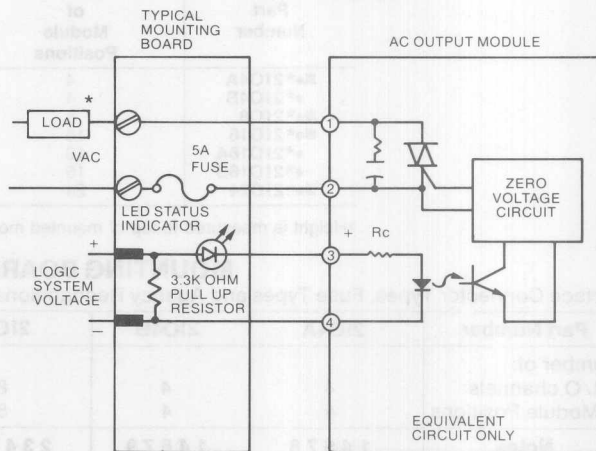 TYPICAL
MOUNTING
BOARD
AC OUTPUT MODULE
*
LOAD
1
VAC
5A
FUSE
2
ZERO
VOLTAGE
CIRCUIT
LED STATUS
INDICATOR
+
+ Rc
3
LOGIC
SYSTEM
VOLTAGE
3.3K OHM
PULL UP
RESISTOR
–
4
EQUIVALENT
CIRCUIT ONLY